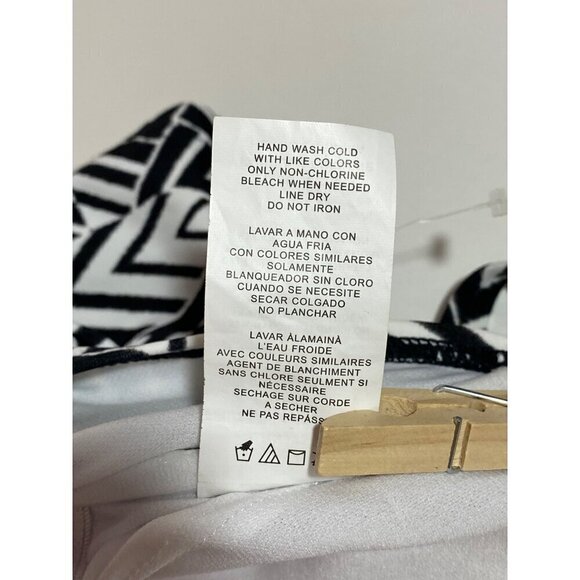 HAND WASH COLD
WITH LIKE COLORS
ONLY NON-CHLORINE
BLEACH WHEN NEEDED
LINE DRY
DO NOT IRON
LAVAR A MANO CON
AGUA FRIA
CON COLORES SIMILARES
SOLAMENTE
BLANQUEADOR SIN CLORO
CUANDO SE NECESITE
SECAR COLGADO
NO PLANCHAR
LAVAR ÀLAMAINÀ
L'EAU FROIDE
AVEC COULEURS SIMILAIRES
AGENT DE BLANCHIMENT
SANS CHLORE SEULMENT SI
NÉCESSAIRE
SECHAGE SUR CORDE
A SECHER
NE PAS